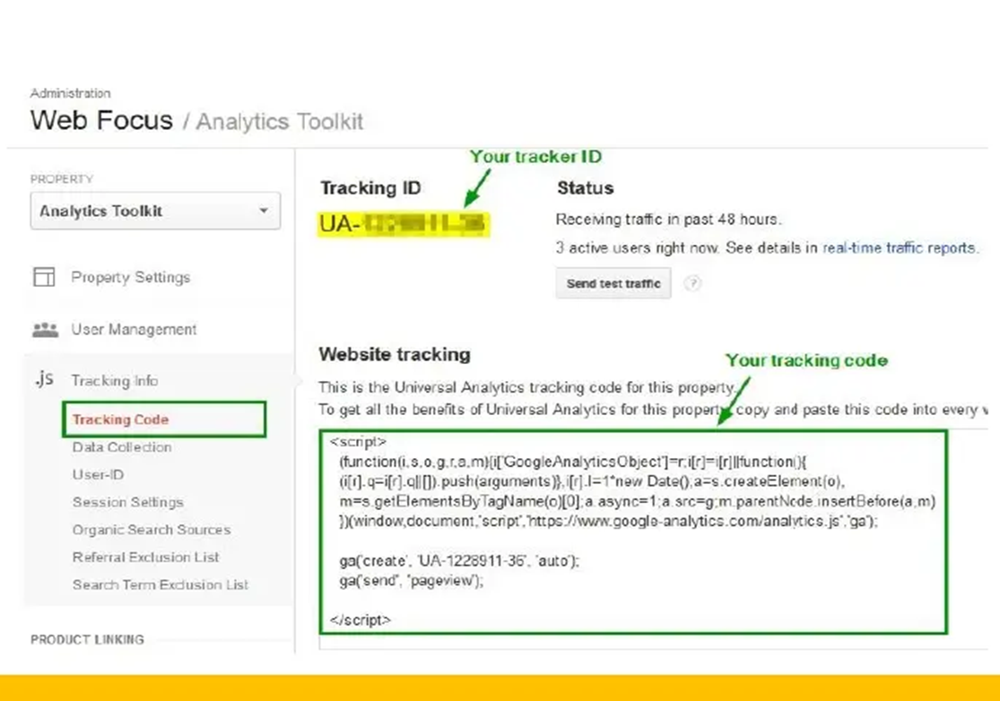 Administration
Web Focus / Analytics Toolkit
Your tracker ID
PROPERTY
Analytics Toolkit
Tracking ID
UA-
Status
Receiving traffic in past 48 hours.
3 active users right now. See details in real-time traffic reports.
Send test traffic ?
Property Settings
User Management
.js Tracking Info
Tracking Code
Data Collection
User-ID
Session Settings
Organic Search Sources
Referral Exclusion List
Search Term Exclusion List
PRODUCT LINKING
Website tracking
Your tracking code
This is the Universal Analytics tracking code for this property.
To get all the benefits of Universal Analytics for this property, copy and paste this code into every
<script>
(function(i,s,o,g,r,a,m){i['GoogleAnalyticsObject']=r;i[r]=i[r]||function(){
(i[r].q=i[r].q||[]).push(arguments)},i[r].l=1*new Date();a=s.createElement(o),
m=s.getElementsByTagName(o)[0];a.async=1;a.src=g;m.parentNode.insertBefore(a,m)
})(window,document,'script','https://www.google-analytics.com/analytics.js','ga');
ga('create', 'UA-1228911-36', 'auto');
ga('send', 'pageview');
</script>